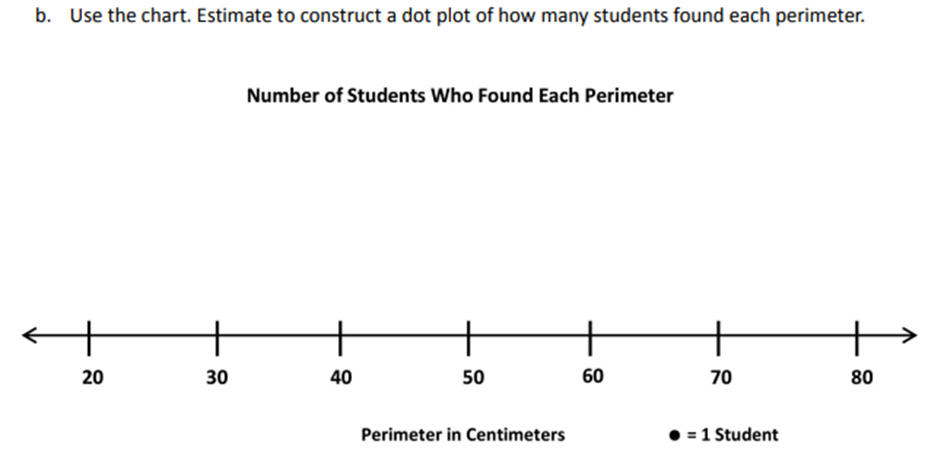 b. Use the chart. Estimate to construct a dot plot of how many students found each perimeter.
Number of Students Who Found Each Perimeter
20 30 40 50 60 70 80
Perimeter in Centimeters ● = 1 Student